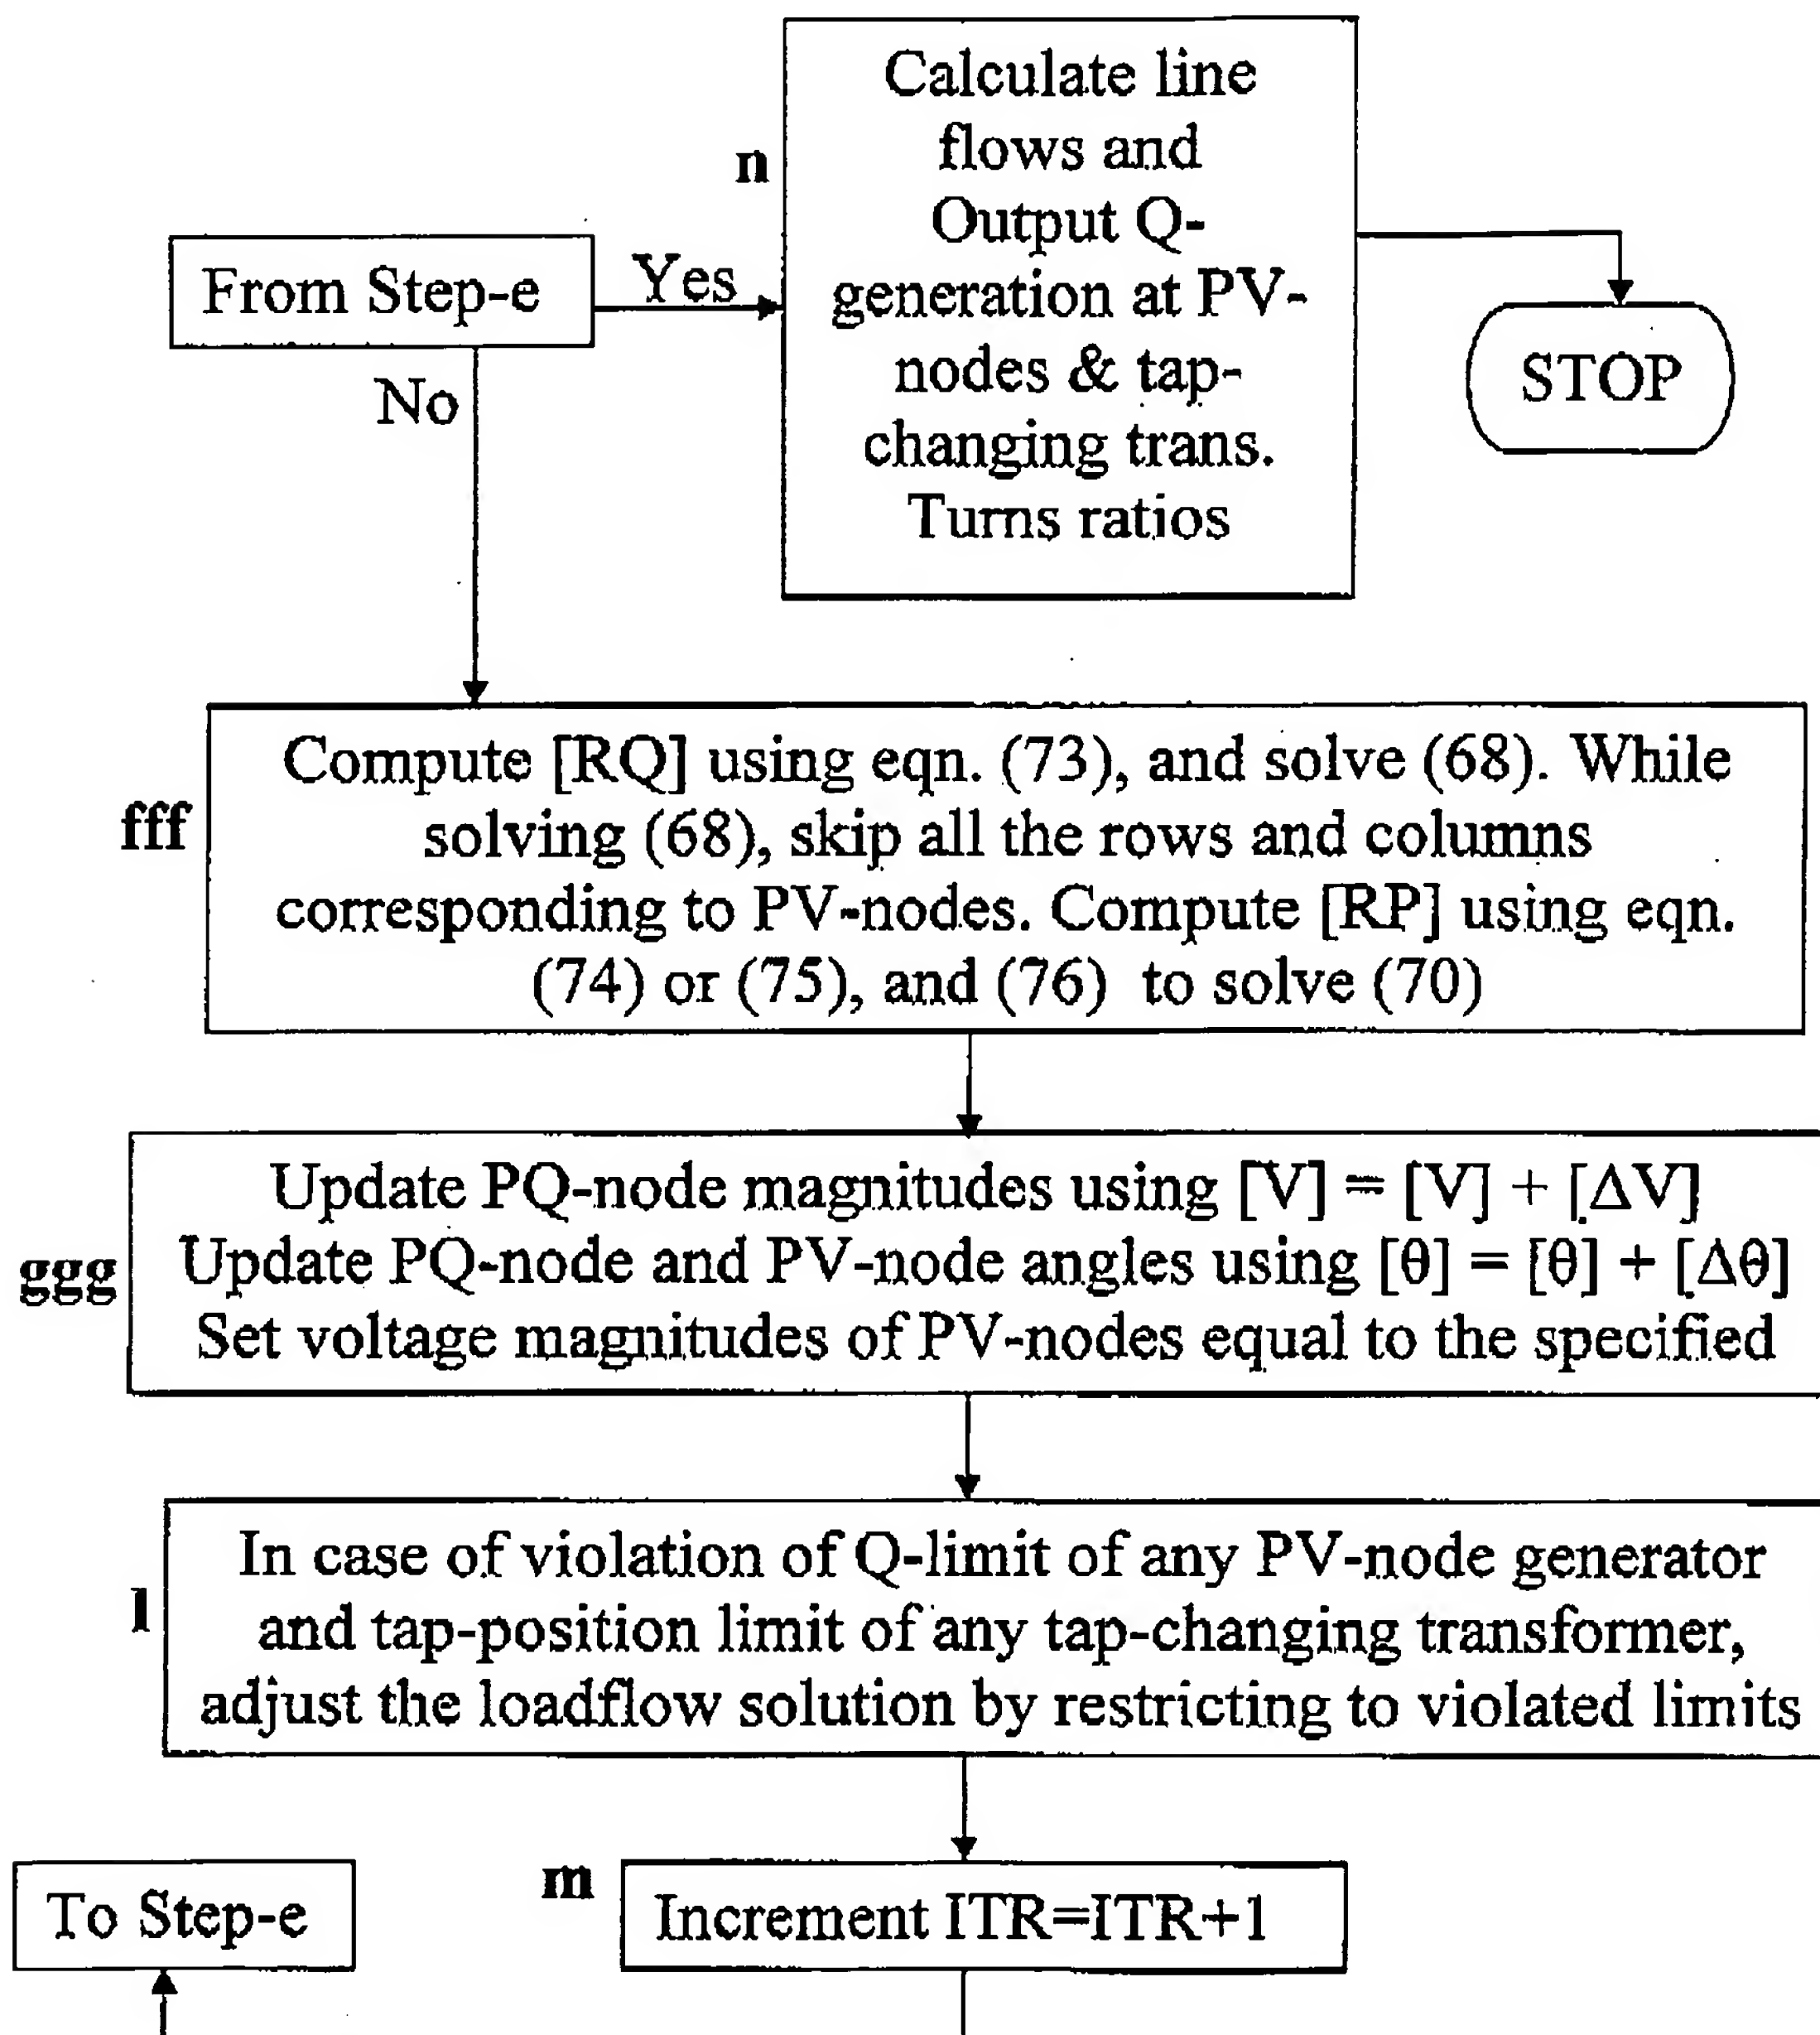 n
Calculate line
flows and
Output Q-
generation at PV-
nodes & tap-
changing trans.
Turns ratios
From Step-e
Yes
STOP
No
fff
Compute [RQ] using eqn. (73), and solve (68). While
solving (68), skip all the rows and columns
corresponding to PV-nodes. Compute [RP] using eqn.
(74) or (75), and (76) to solve (70)
ggg
Update PQ-node magnitudes using [V] = [V] + [ΔV]
Update PQ-node and PV-node angles using [θ] = [θ] + [Δθ]
Set voltage magnitudes of PV-nodes equal to the specified
l
In case of violation of Q-limit of any PV-node generator
and tap-position limit of any tap-changing transformer,
adjust the loadflow solution by restricting to violated limits
To Step-e
m
Increment ITR=ITR+1